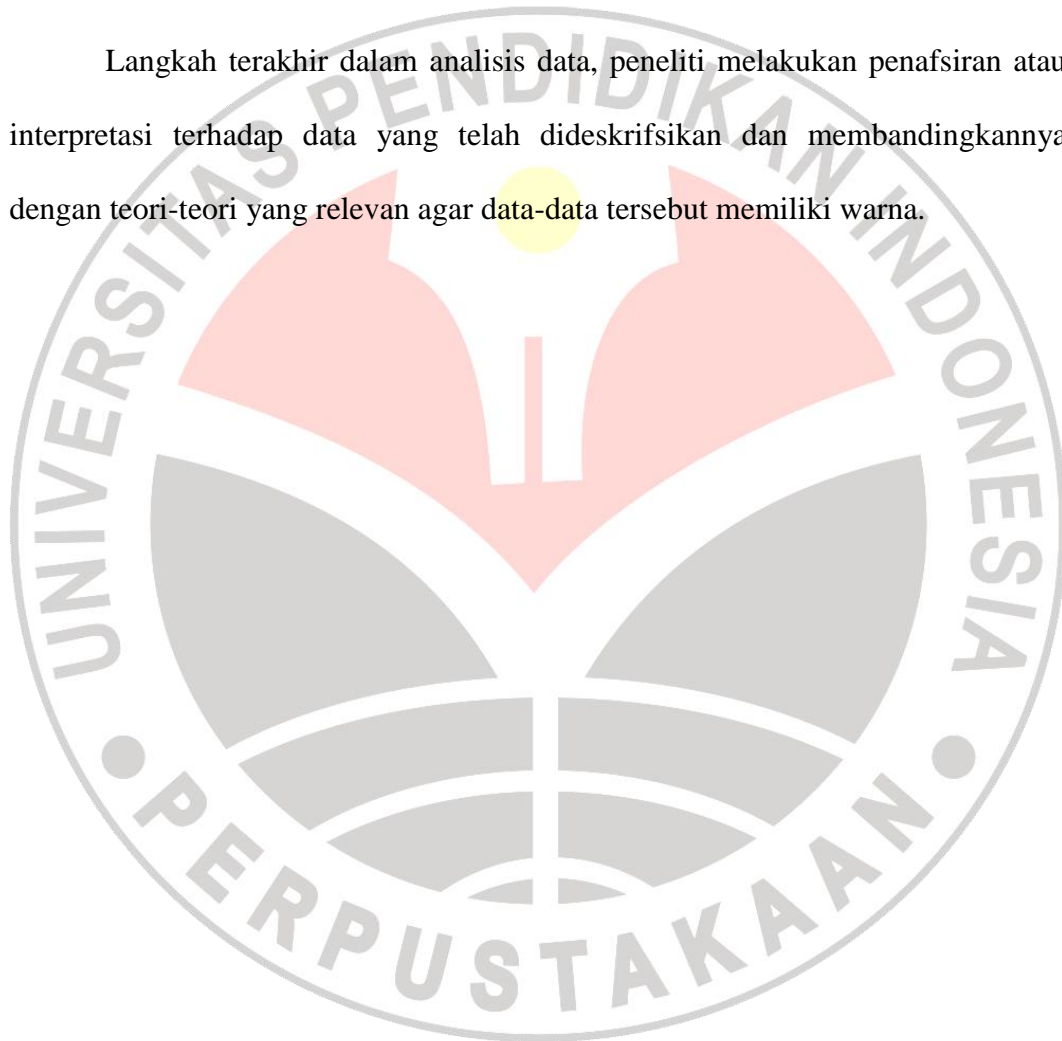 Langkah terakhir dalam analisis data, peneliti melakukan penafsiran atau
interpretasi terhadap data yang telah dideskrifsikan dan membandingkannya
dengan teori-teori yang relevan agar data-data tersebut memiliki warna.
UNIVERSITAS PENDIDIKAN INDONESIA
PERPUSTAKAAN